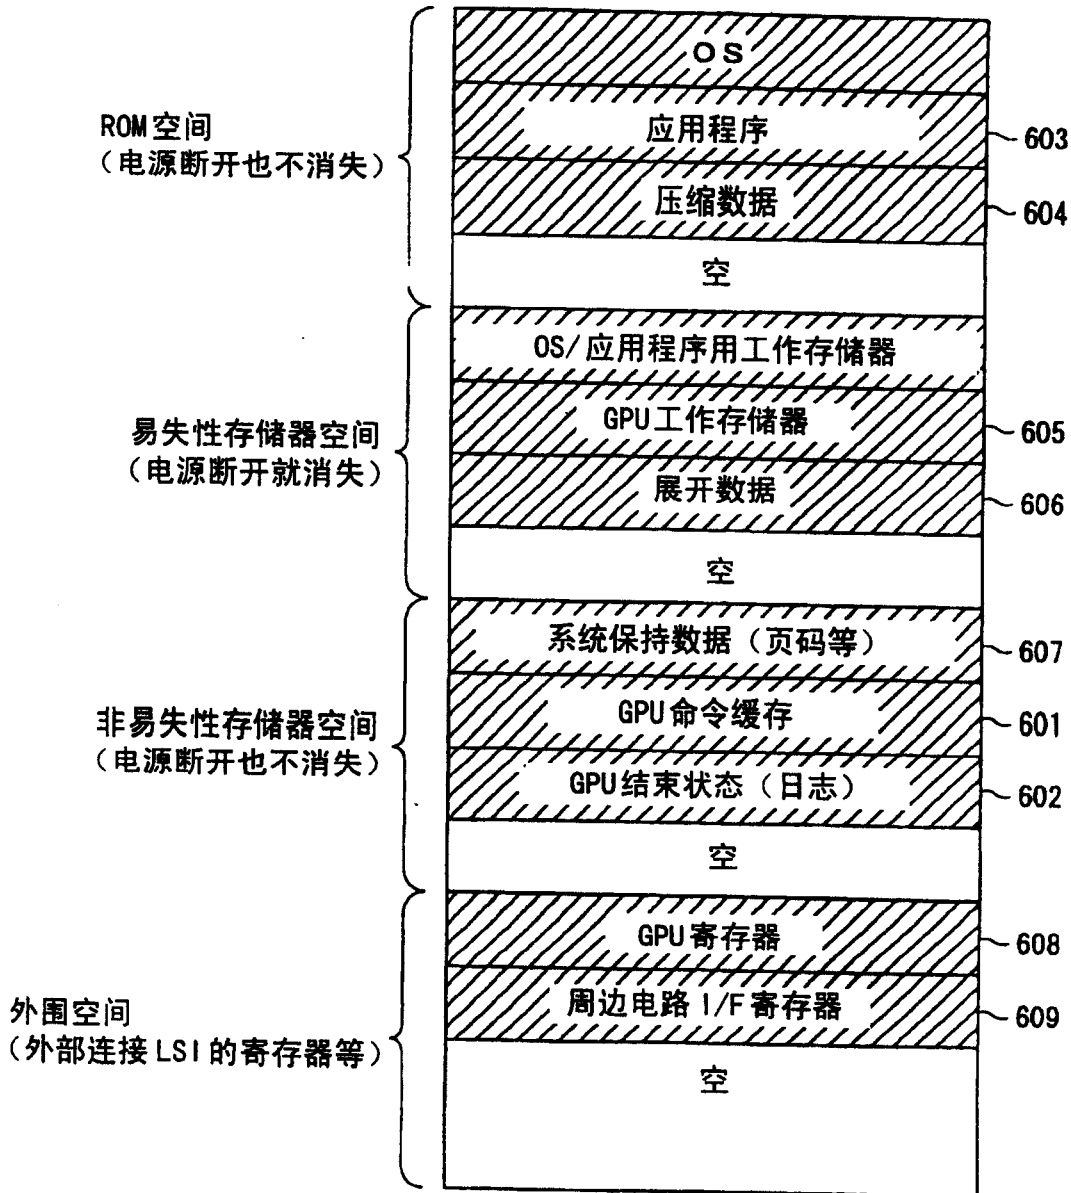 OS
ROM空间
（电源断开也不消失）
应用程序
603
压缩数据
604
空
OS/应用程序用工作存储器
易失性存储器空间
（电源断开就消失）
GPU工作存储器
605
展开数据
606
空
系统保持数据（页码等）
607
非易失性存储器空间
（电源断开也不消失）
GPU命令缓存
601
GPU结束状态（日志）
602
空
GPU寄存器
608
外围空间
（外部连接LSI的寄存器等）
周边电路I/F寄存器
609
空